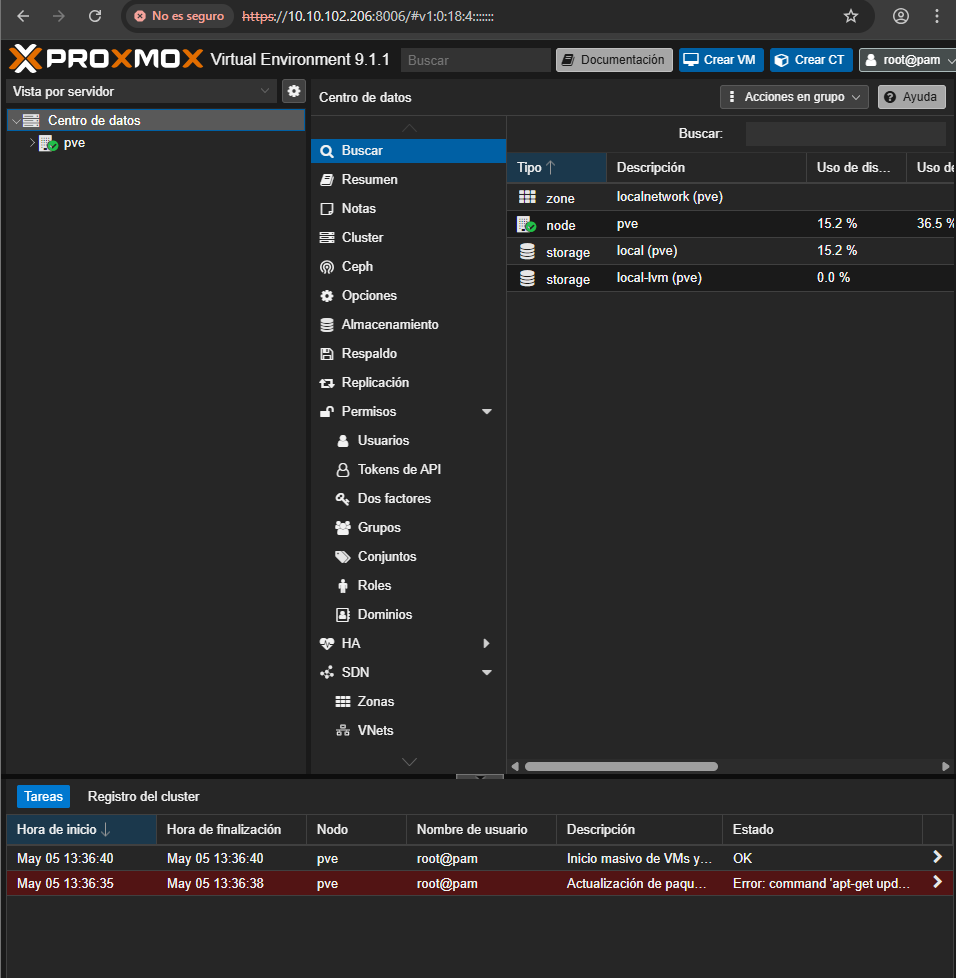 No es seguro https://10.10.102.206:8006/#v1:0:18:4:::::::
PROXMOX Virtual Environment 9.1.1 Buscar Documentación Crear VM Crear CT root@pam
Vista por servidor
Centro de datos
pve
Centro de datos Acciones en grupo Ayuda
Buscar
Resumen
Notas
Cluster
Ceph
Opciones
Almacenamiento
Respaldo
Replicación
Permisos
Usuarios
Tokens de API
Dos factores
Grupos
Conjuntos
Roles
Dominios
HA
SDN
Zonas
VNets
Buscar:
Tipo Descripción Uso de dis... Uso de
zone localnetwork (pve)
node pve 15.2 % 36.5 %
storage local (pve) 15.2 %
storage local-lvm (pve) 0.0 %
Tareas Registro del cluster
Hora de inicio Hora de finalización Nodo Nombre de usuario Descripción Estado
May 05 13:36:40 May 05 13:36:40 pve root@pam Inicio masivo de VMs y... OK
May 05 13:36:35 May 05 13:36:38 pve root@pam Actualización de paqu... Error: command 'apt-get upd...